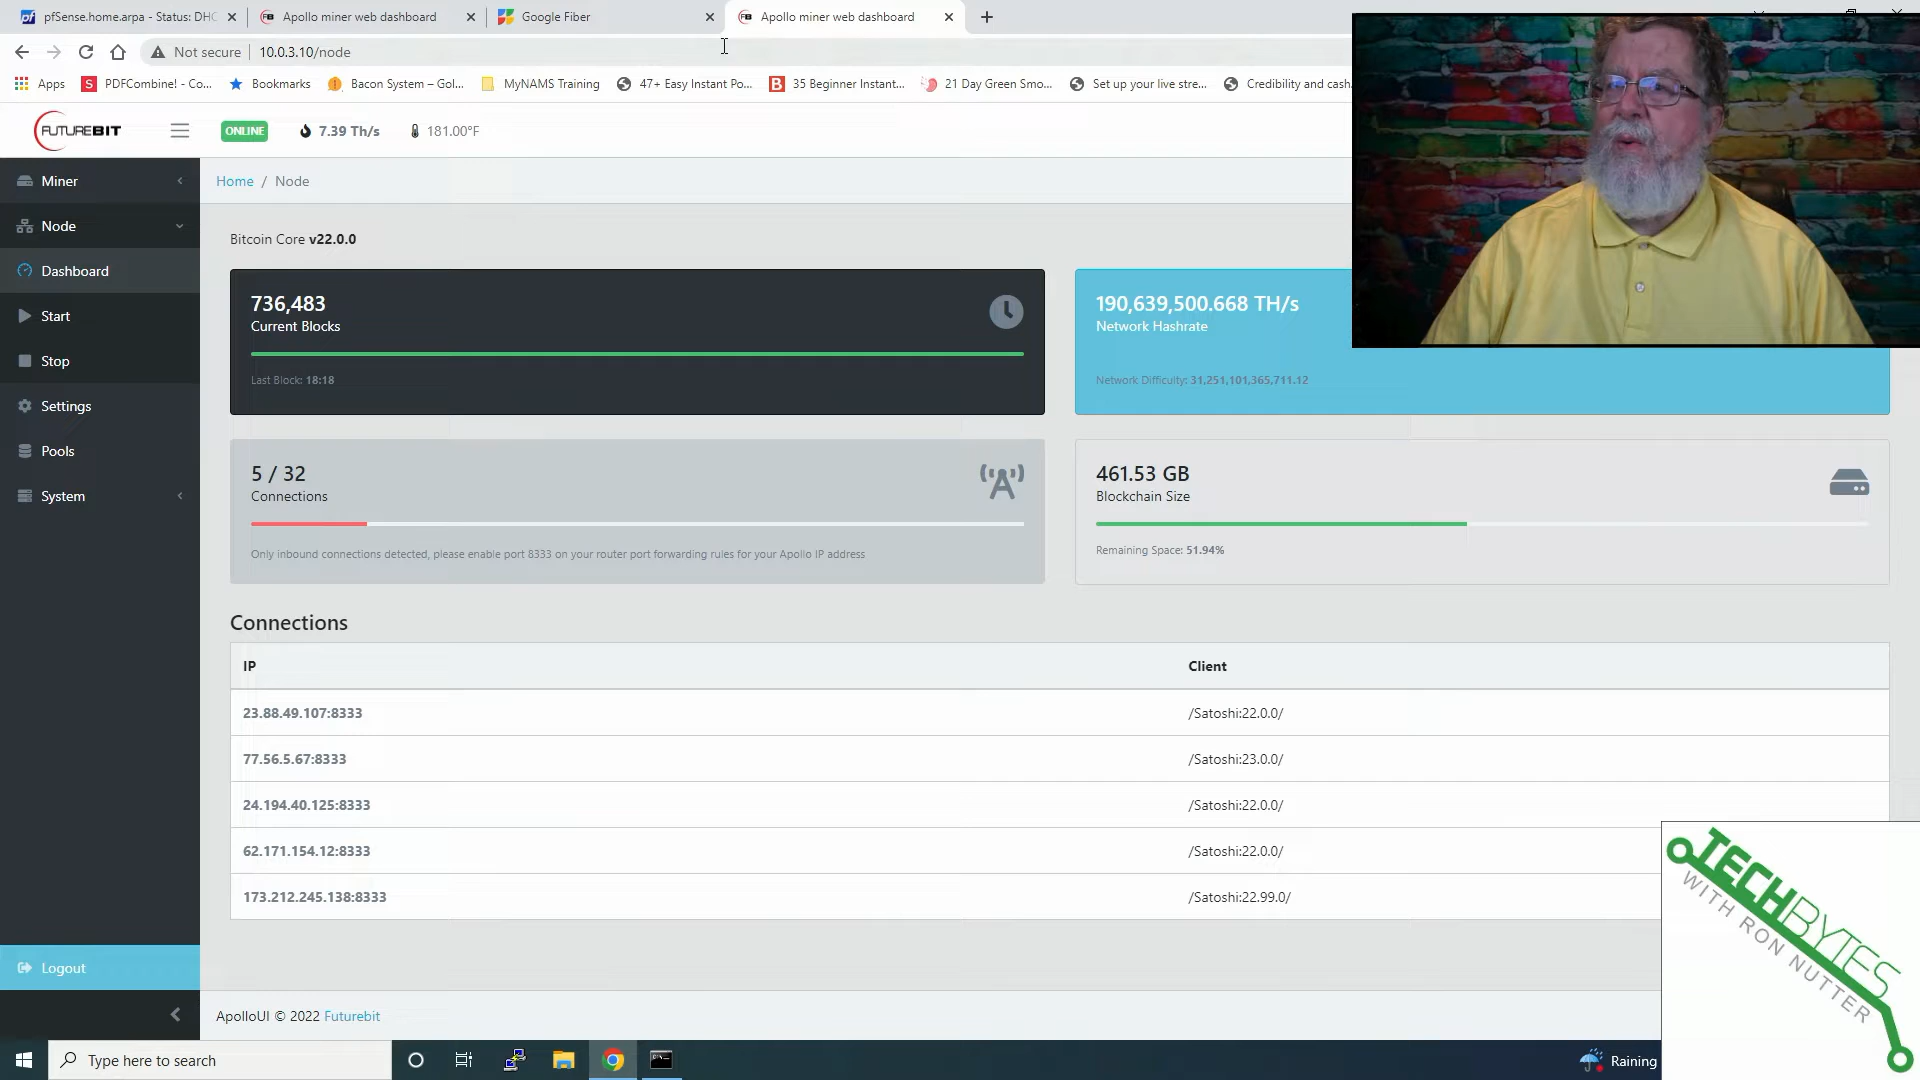 pfSense.home.arpa - Status: DHC
Apollo miner web dashboard
Google Fiber
Apollo miner web dashboard
Not secure
10.0.3.10/node
Apps
PDFCombine! - Co...
Bookmarks
Bacon System – Gol...
MyNAMS Training
47+ Easy Instant Po...
35 Beginner Instant...
21 Day Green Smo...
Set up your live stre...
Credibility and cash
FUTUREBIT
ONLINE
7.39 Th/s
181.00°F
Miner
Node
Dashboard
Start
Stop
Settings
Pools
System
Logout
Home / Node
Bitcoin Core v22.0.0
736,483
Current Blocks
Last Block: 18:18
190,639,500.668 TH/s
Network Hashrate
Network Difficulty: 31,251,101,365,711.12
5 / 32
Connections
Only inbound connections detected, please enable port 8333 on your router port forwarding rules for your Apollo IP address
461.53 GB
Blockchain Size
Remaining Space: 51.94%
Connections
IP Client
23.88.49.107:8333 /Satoshi:22.0.0/
77.56.5.67:8333 /Satoshi:23.0.0/
24.194.40.125:8333 /Satoshi:22.0.0/
62.171.154.12:8333 /Satoshi:22.0.0/
173.212.245.138:8333 /Satoshi:22.99.0/
ApolloUI © 2022 Futurebit
TECHBYTES
WITH RON NUTTER
Type here to search
Raining